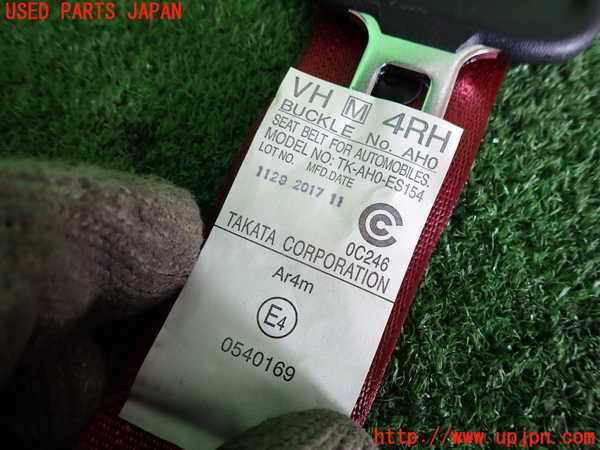 USED PARTS JAPAN
VH M 4RH
BUCKLE No. AH0
SEAT BELT FOR AUTOMOBILES.
MODEL NO: TK-AH0-ES154
LOT NO. MFD.DATE
1129 2017 11
C
0C246
TAKATA CORPORATION
Ar4m
E4
0540169
http://www.upjpn.com/